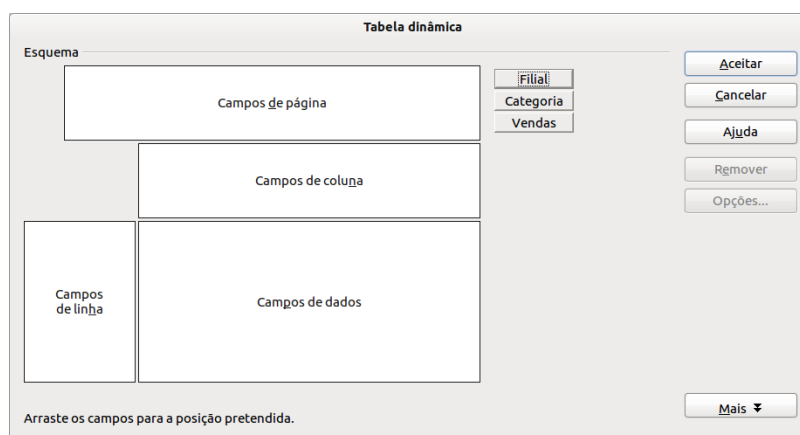 Tabela dinâmica
Esquema
Campos de página
Filial
Categoria
Vendas
Aceitar
Cancelar
Ajuda
Remover
Opções...
Campos de coluna
Campos
de linha
Campos de dados
Arraste os campos para a posição pretendida.
Mais